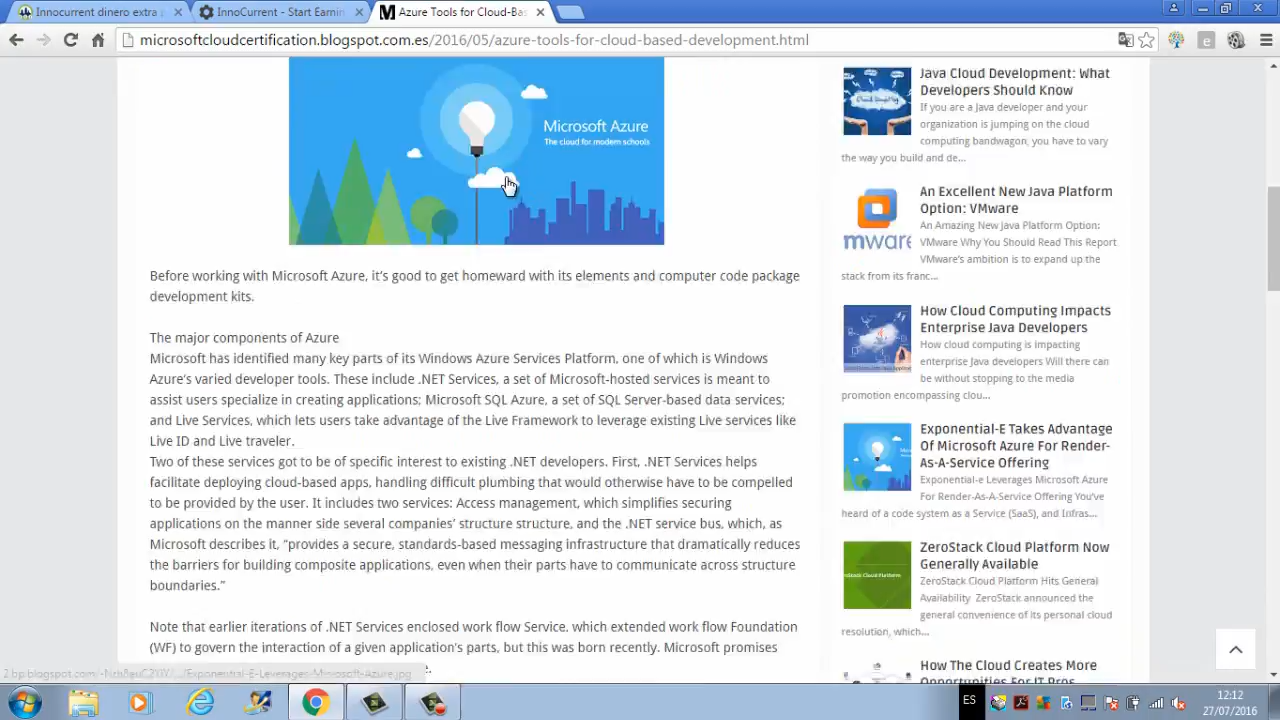 Innocurrent dinero extra p
InnoCurrent - Start Earnin
Azure Tools for Cloud-Bas
microsoftcloudcertification.blogspot.com.es/2016/05/azure-tools-for-cloud-based-development.html
Microsoft Azure
The cloud for modern schools
Before working with Microsoft Azure, it's good to get homeward with its elements and computer code package
development kits.
The major components of Azure
Microsoft has identified many key parts of its Windows Azure Services Platform, one of which is Windows
Azure's varied developer tools. These include .NET Services, a set of Microsoft-hosted services is meant to
assist users specialize in creating applications; Microsoft SQL Azure, a set of SQL Server-based data services;
and Live Services, which lets users take advantage of the Live Framework to leverage existing Live services like
Live ID and Live traveler.
Two of these services got to be of specific interest to existing .NET developers. First, .NET Services helps
facilitate deploying cloud-based apps, handling difficult plumbing that would otherwise have to be compelled
to be provided by the user. It includes two services: Access management, which simplifies securing
applications on the manner side several companies' structure structure, and the .NET service bus, which, as
Microsoft describes it, "provides a secure, standards-based messaging infrastructure that dramatically reduces
the barriers for building composite applications, even when their parts have to communicate across structure
boundaries."
Note that earlier iterations of .NET Services enclosed work flow Service, which extended work flow Foundation
(WF) to govern the interaction of a given application's parts, but this was born recently. Microsoft promises
Java Cloud Development: What
Developers Should Know
If you are a Java developer and your
organization is jumping on the cloud
computing bandwagon, you have to vary
the way you build and de...
An Excellent New Java Platform
Option: VMware
mware
An Amazing New Java Platform Option:
VMware Why You Should Read This Report
VMware's ambition is to expand up the
stack from its franc...
How Cloud Computing Impacts
Enterprise Java Developers
How cloud computing is impacting
enterprise Java developers Will there can
be without stopping to the media
promotion encompassing clou...
Exponential-E Takes Advantage
Of Microsoft Azure For Render-
As-A-Service Offering
Exponential-e Leverages Microsoft Azure
For Render-As-A-Service Offering You've
heard of a code system as a Service (SaaS), and Infras...
ZeroStack Cloud Platform Now
Generally Available
ZeroStack Cloud Platform Hits General
Availability ZeroStack announced the
general convenience of its personal cloud
resolution, which...
How The Cloud Creates More
Opportunities For IT Pros
ES
12:12
27/07/2016